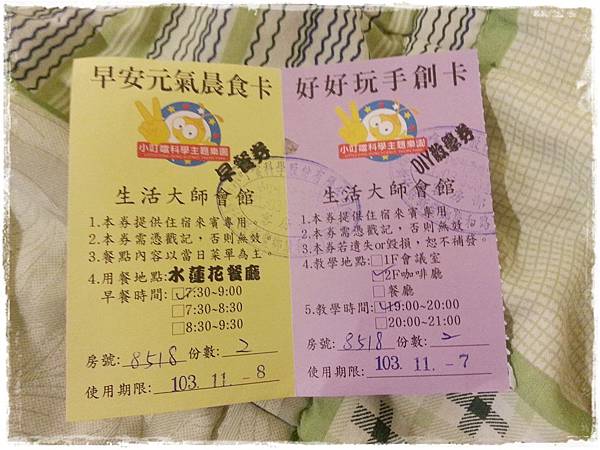 早安元氣晨食卡
小叮噹科學主題樂園
早餐券
生活大師會館
1.本券提供住宿來賓專用。
2.本券需憑戳記，否則無效。
3.餐點內容以當日菜單為主。
4.用餐地點:水蓮花餐廳
早餐時間:☑7:30~9:00
□7:30~8:30
□8:30~9:30
房號: 8518 份數: 2
使用期限: 103. 11. -8
好好玩手創卡
小叮噹科學主題樂園
生活大師會館
1.本券提供住宿來賓專用
2.本券需憑戳記，否則無效
3.本券若遺失or毀損，恕不補發。
4.教學地點:□1F會議室
☑2F咖啡廳
□餐廳
5.教學時間:☑19:00~20:00
□20:00~21:00
房號: 8518 份數: 2
使用期限: 103. 11. -7